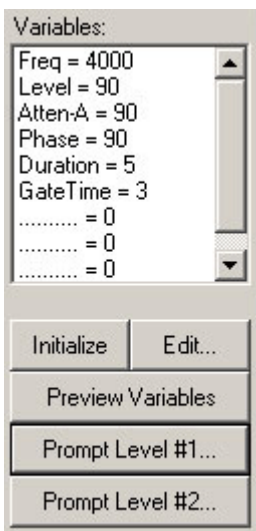 Variables:
Freq = 4000
Level = 90
Atten-A = 90
Phase = 90
Duration = 5
GateTime = 3
.......... = 0
.......... = 0
.......... = 0
Initialize Edit...
Preview Variables
Prompt Level #1...
Prompt Level #2...